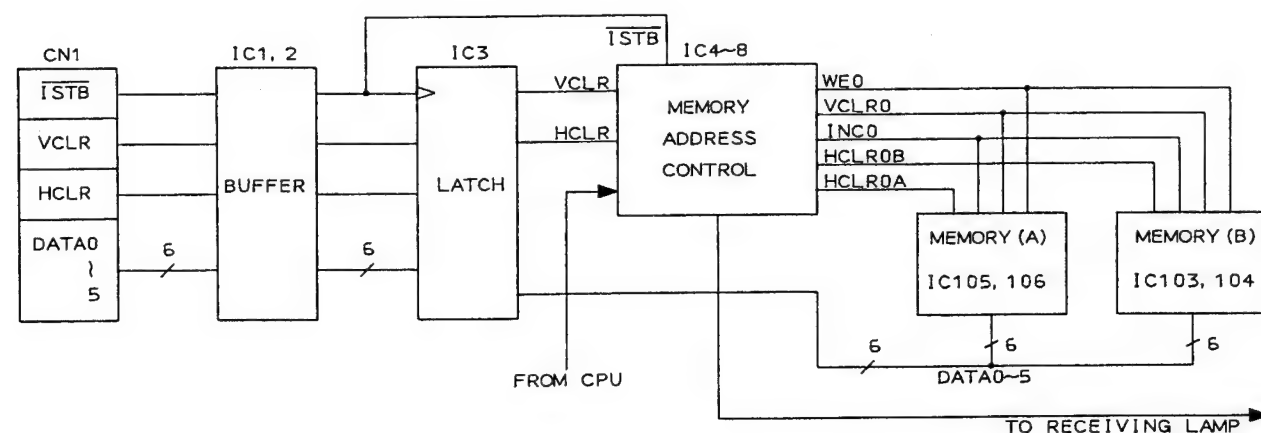 CN1
ISTB
VCLR
HCLR
DATA0
~
5
6
IC1, 2
BUFFER
6
IC3
LATCH
ISTB
VCLR
HCLR
IC4~8
MEMORY
ADDRESS
CONTROL
WE0
VCLR0
INC0
HCLR0B
HCLR0A
MEMORY (A)
IC105, 106
MEMORY (B)
IC103, 104
6
6
6
DATA0~5
FROM CPU
TO RECEIVING LAMP